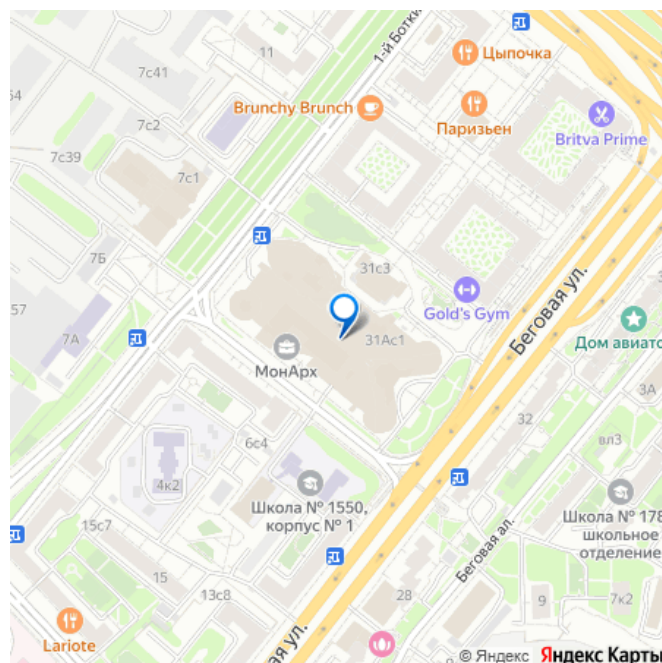 11
1-й Ботки
7с41
Цыпочка
64
Brunchy Brunch
7с2
Паризьен
Britva Prime
7с39
7с1
31с3
7Б
57
Gold's Gym
Беговая ул.
7А
31Ас1
Дом авиато
МонАрх
3А
32
6с4
вл3
4к2
Школа № 1550,
корпус № 1
Школа № 178
школьное
отделение
15с7
Беговая ал.
15
13с8
28
9
7к2
Lariote
ая ул.
© Яндекс Яндекс Карты